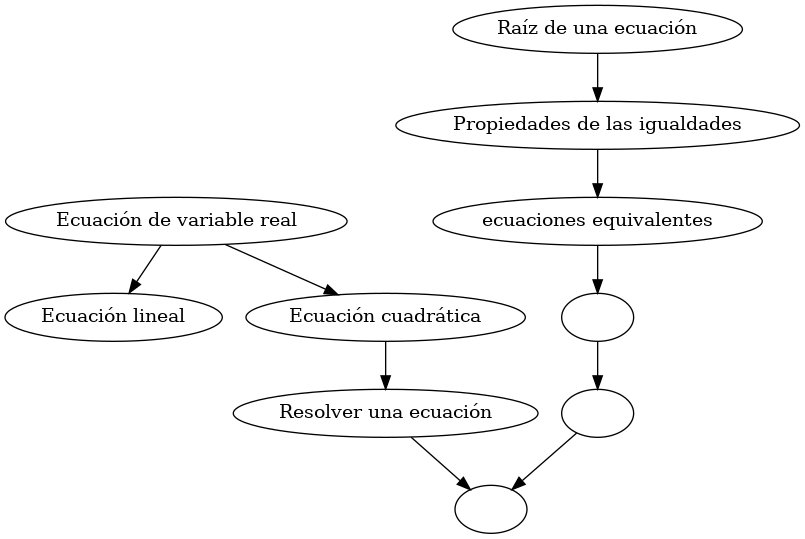 Raíz de una ecuación
Propiedades de las igualdades
Ecuación de variable real
ecuaciones equivalentes
Ecuación lineal
Ecuación cuadrática
Resolver una ecuación